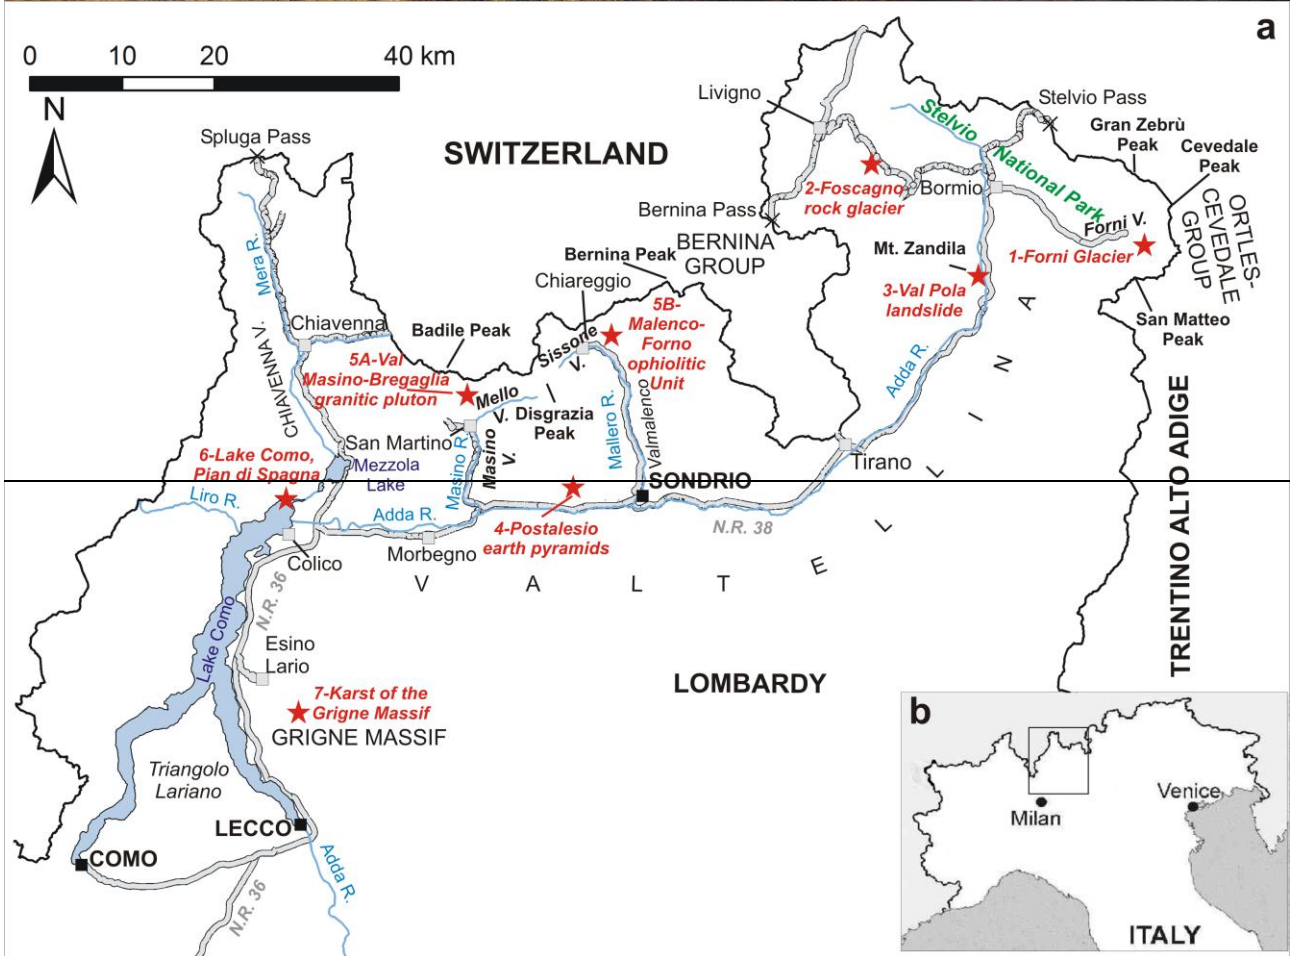 a
0 10 20 40 km
N
Spluga Pass
SWITZERLAND
Livigno
Stelvio
National Park
Stelvio Pass
Gran Zebrù
Peak
Cevedale
Peak
2-Foscagno
rock glacier
Bormio
Bernina Pass
BERNINA
GROUP
Forni V.
1-Forni Glacier
ORTLES-
CEVEDALE
GROUP
Mera R.
Bernina Peak
Chiareggio
Mt. Zandila
3-Val Pola
landslide
San Matteo
Peak
Chiavenna
CHIAVENNA V.
Badile Peak
5A-Val
Masino-Bregaglia
granitic pluton
Sissone
V.
5B-
Malenco-
Forno
ophiolitic
Unit
Mello
V.
Disgrazia
Peak
Mallero R.
Valmalenco
Adda R.
San Martino
Masino R.
Masino
V.
6-Lake Como,
Pian di Spagna
Mezzola
Lake
Liro R.
SONDRIO
Tirano
Adda R.
N.R. 38
4-Postalesio
earth pyramids
Morbegno
Colico
V A L T E L L I N A
TRENTINO ALTO ADIGE
N.R. 36
Lake Como
Esino
Lario
LOMBARDY
7-Karst of the
Grigne Massif
GRIGNE MASSIF
Triangolo
Lariano
LECCO
COMO
Adda R.
N.R. 36
b
Milan
Venice
ITALY